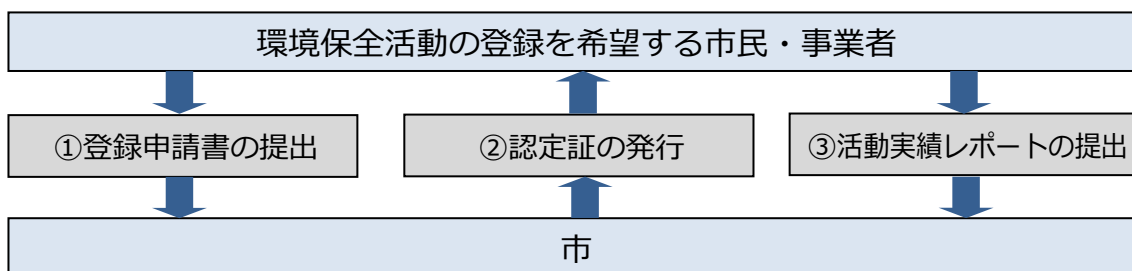 環境保全活動の登録を希望する市民・事業者
①登録申請書の提出
②認定証の発行
③活動実績レポートの提出
市